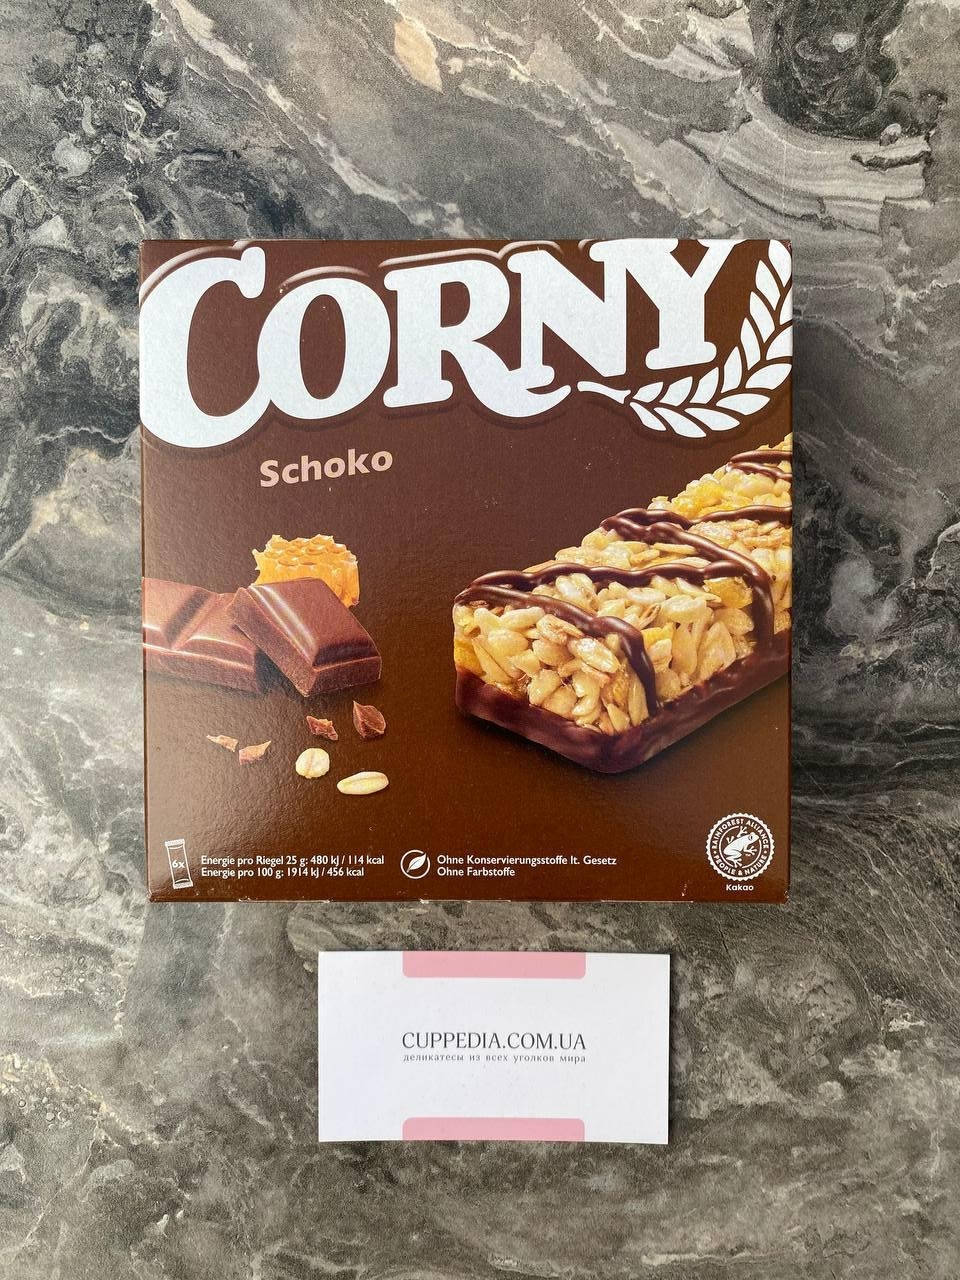 CORNY
Schoko
6x
Energie pro Riegel 25 g: 480 kJ / 114 kcal
Energie pro 100 g: 1914 kJ / 456 kcal
Ohne Konservierungsstoffe lt. Gesetz
Ohne Farbstoffe
RAINFOREST ALLIANCE
PEOPLE & NATURE
Kakao
CUPPEDIA.COM.UA
деликатесы из всех уголков мира